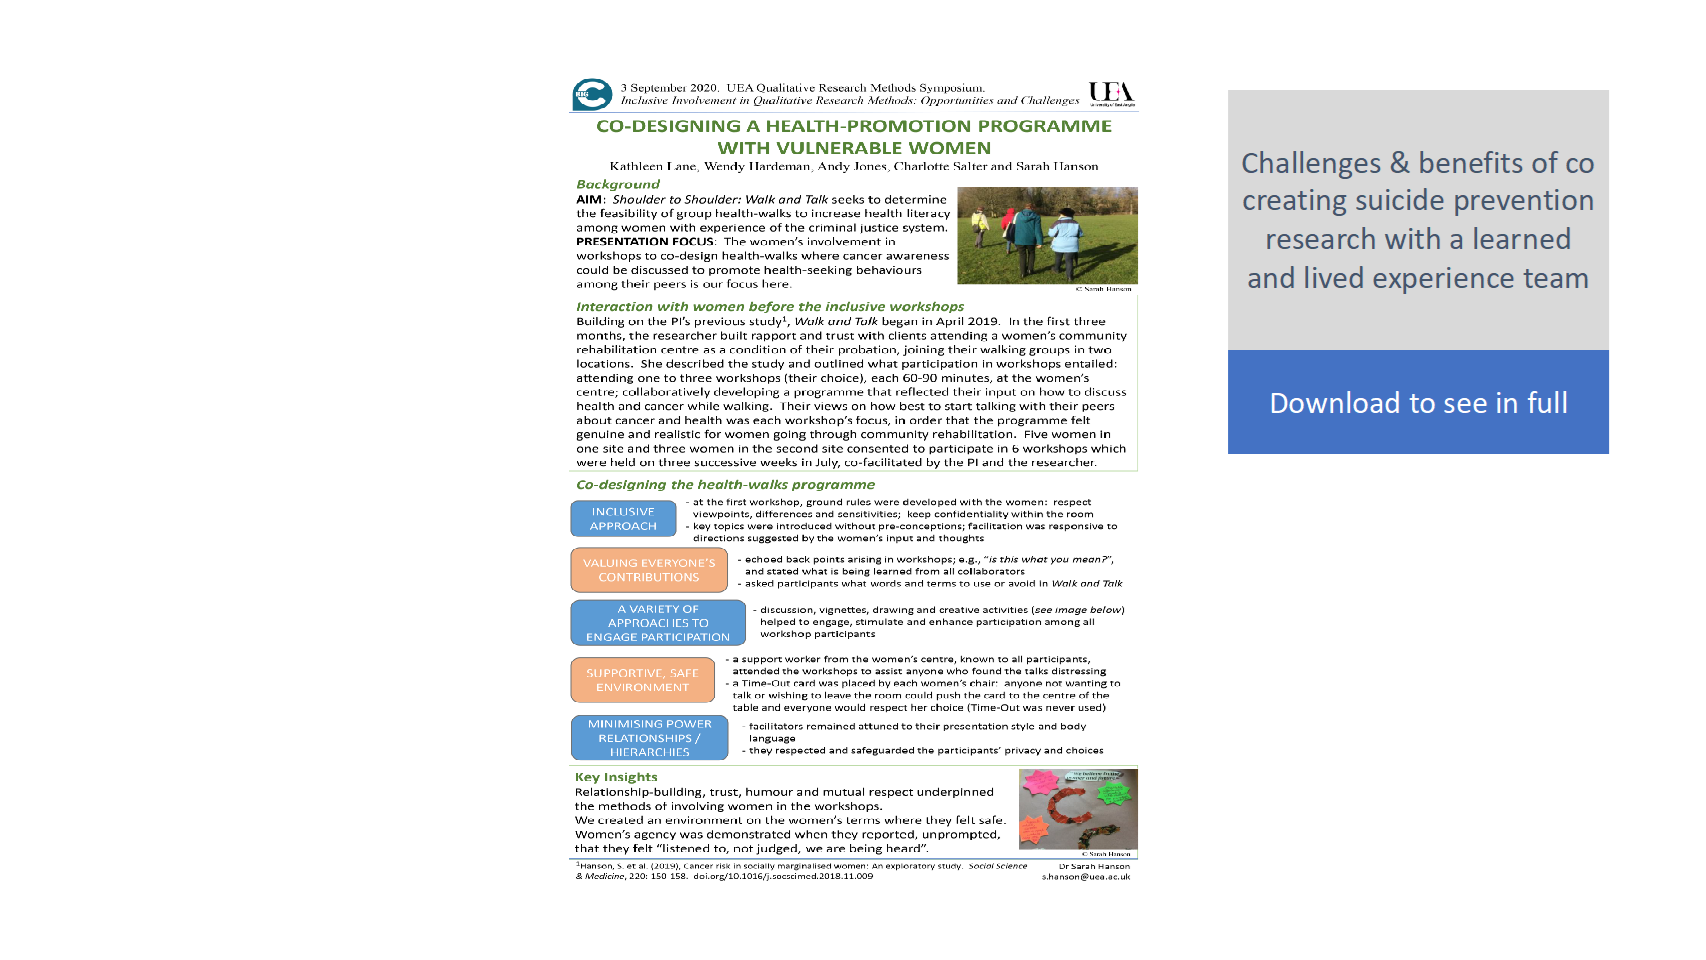 3 September 2020.  UEA Qualitative Research Methods Symposium.
Inclusive Involvement in Qualitative Research Methods: Opportunities and Challenges
UEA
University of East Anglia
CO-DESIGNING A HEALTH-PROMOTION PROGRAMME
WITH VULNERABLE WOMEN
Kathleen Lane, Wendy Hardeman, Andy Jones, Charlotte Salter and Sarah Hanson
Background
AIM:  Shoulder to Shoulder: Walk and Talk seeks to determine
the feasibility of group health-walks to increase health literacy
among women with experience of the criminal justice system.
PRESENTATION FOCUS:  The women's involvement in
workshops to co-design health-walks where cancer awareness
could be discussed to promote health-seeking behaviours
among their peers is our focus here.
© Sarah Hanson
Interaction with women before the inclusive workshops
Building on the PI's previous study¹, Walk and Talk began in April 2019.  In the first three
months, the researcher built rapport and trust with clients attending a women's community
rehabilitation centre as a condition of their probation, joining their walking groups in two
locations.  She described the study and outlined what participation in workshops entailed:
attending one to three workshops (their choice), each 60-90 minutes, at the women's
centre; collaboratively developing a programme that reflected their input on how to discuss
health and cancer while walking.  Their views on how best to start talking with their peers
about cancer and health was each workshop's focus, in order that the programme felt
genuine and realistic for women going through community rehabilitation.  Five women in
one site and three women in the second site consented to participate in 6 workshops which
were held on three successive weeks in July, co-facilitated by the PI and the researcher.
Co-designing the health-walks programme
INCLUSIVE
APPROACH
- at the first workshop, ground rules were developed with the women:  respect
viewpoints, differences and sensitivities;  keep confidentiality within the room
- key topics were introduced without pre-conceptions; facilitation was responsive to
directions suggested by the women's input and thoughts
VALUING EVERYONE'S
CONTRIBUTIONS
- echoed back points arising in workshops; e.g., "is this what you mean?",
and stated what is being learned from all collaborators
- asked participants what words and terms to use or avoid in Walk and Talk
A VARIETY OF
APPROACHES TO
ENGAGE PARTICIPATION
- discussion, vignettes, drawing and creative activities (see image below)
helped to engage, stimulate and enhance participation among all
workshop participants
SUPPORTIVE, SAFE
ENVIRONMENT
- a support worker from the women's centre, known to all participants,
attended the workshops to assist anyone who found the talks distressing
- a Time-Out card was placed by each women's chair:  anyone not wanting to
talk or wishing to leave the room could push the card to the centre of the
table and everyone would respect her choice (Time-Out was never used)
MINIMISING POWER
RELATIONSHIPS /
HIERARCHIES
- facilitators remained attuned to their presentation style and body
language
- they respected and safeguarded the participants' privacy and choices
Key Insights
Relationship-building, trust, humour and mutual respect underpinned
the methods of involving women in the workshops.
We created an environment on the women's terms where they felt safe.
Women's agency was demonstrated when they reported, unprompted,
that they felt "listened to, not judged, we are being heard".
© Sarah Hanson
¹Hanson, S. et al. (2019), Cancer risk in socially marginalised women: An exploratory study.  Social Science
& Medicine, 220: 150-158.  doi.org/10.1016/j.socscimed.2018.11.009
Dr Sarah Hanson
s.hanson@uea.ac.uk
Challenges & benefits of co
creating suicide prevention
research with a learned
and lived experience team
Download to see in full